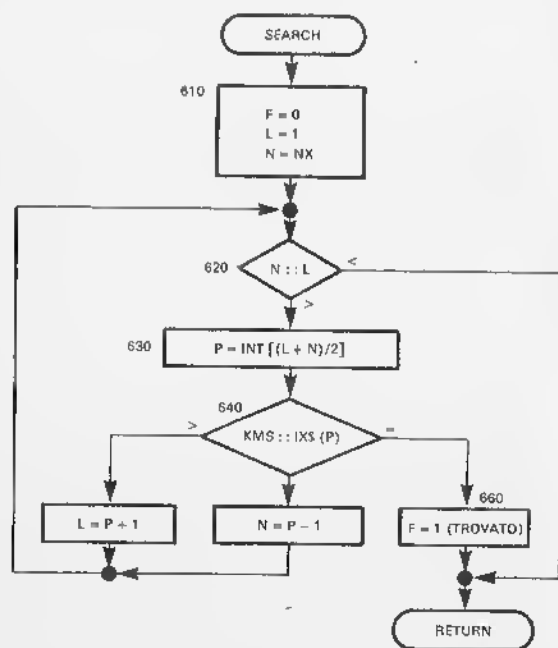 SEARCH
610
F = 0
L = 1
N = NX
620
N :: L
<
>
630
P = INT [(L + N)/2]
640
>
KMS :: IXS (P)
=
660
L = P + 1
N = P - 1
F = 1 (TROVATO)
RETURN